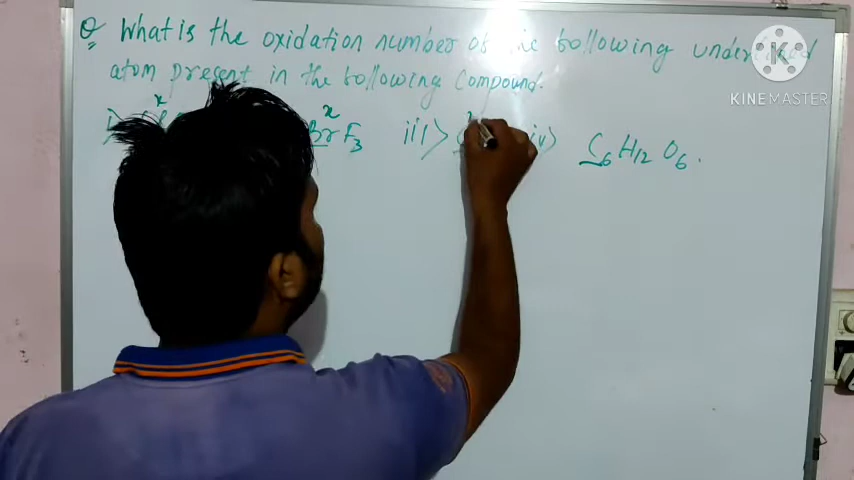 Q What is the oxidation number of the following
atom present in the following compound.
x x
BrF3 iii> iv> C6H12O6.
K
KINEMASTER